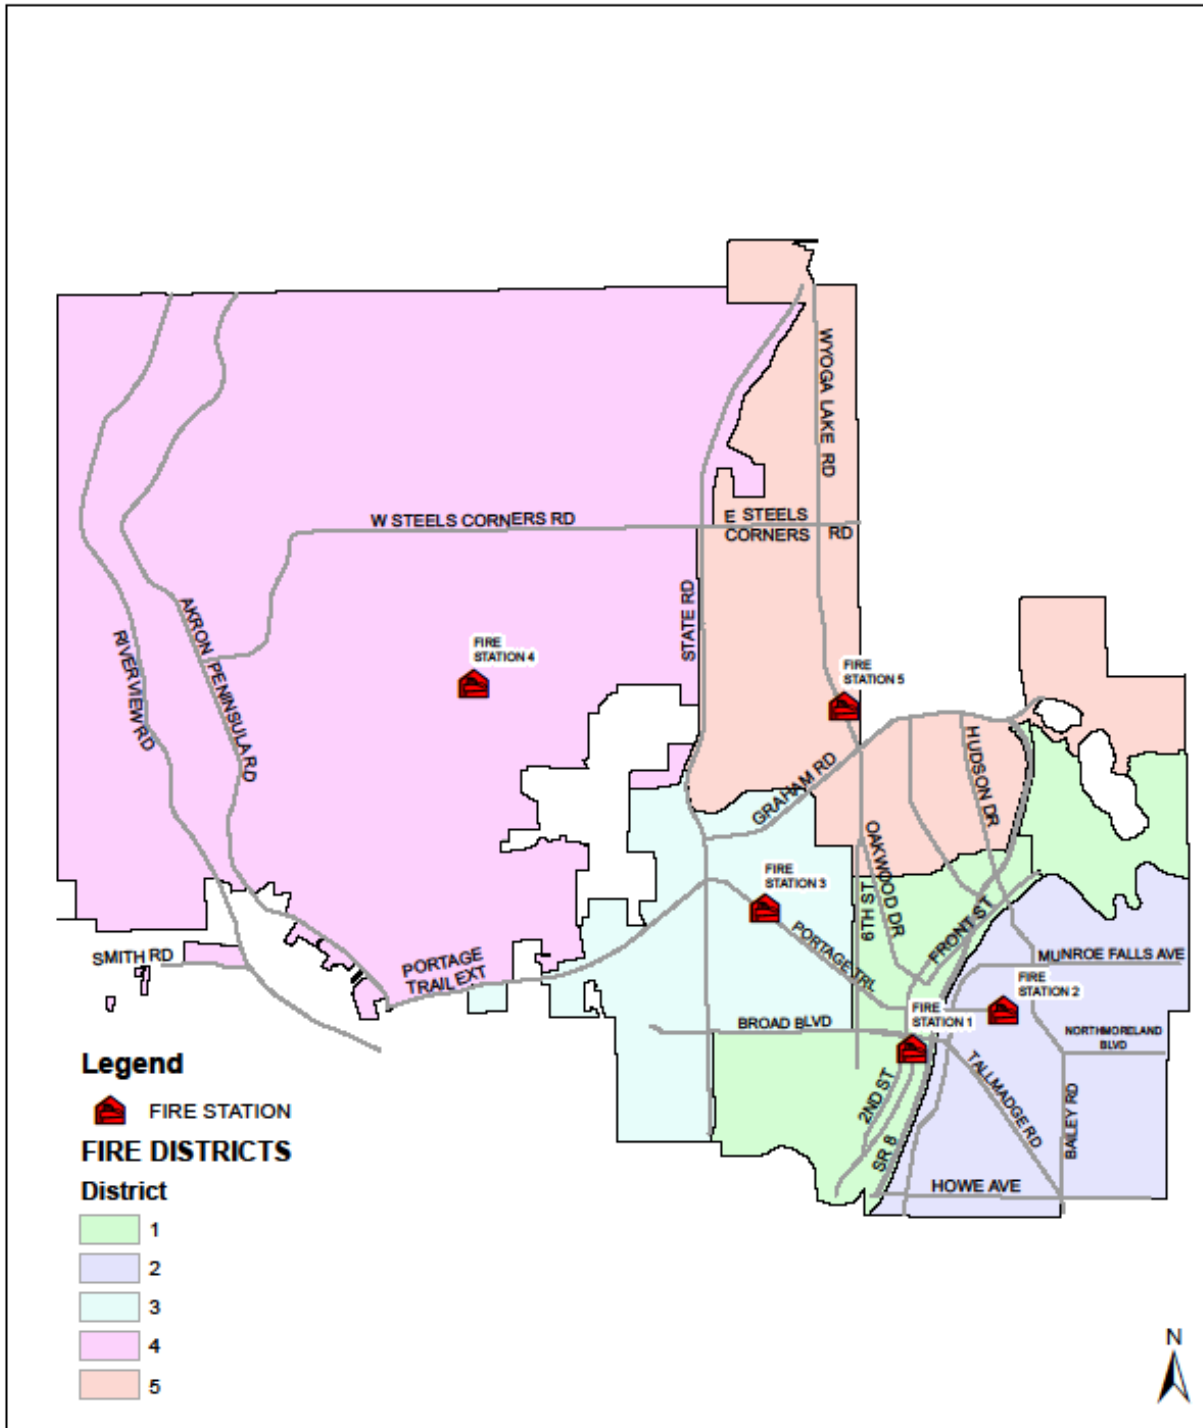 WYOGA LAKE RD
W STEELS CORNERS RD
E STEELS
CORNERS RD
STATE RD
AKRON PENINSULA RD
RIVERVIEW RD
FIRE
STATION 4
FIRE
STATION 5
HUDSON DR
GRAHAM RD
OAKWOOD DR
FIRE
STATION 3
6TH ST
FRONT ST
PORTAGE TRL
PORTAGE
TRAIL EXT
SMITH RD
MUNROE FALLS AVE
FIRE
STATION 2
FIRE
STATION 1
BROAD BLVD
NORTHMORELAND
BLVD
TALLMADGE RD
BAILEY RD
2ND ST
SR 8
HOWE AVE
Legend
FIRE STATION
FIRE DISTRICTS
District
1
2
3
4
5
N